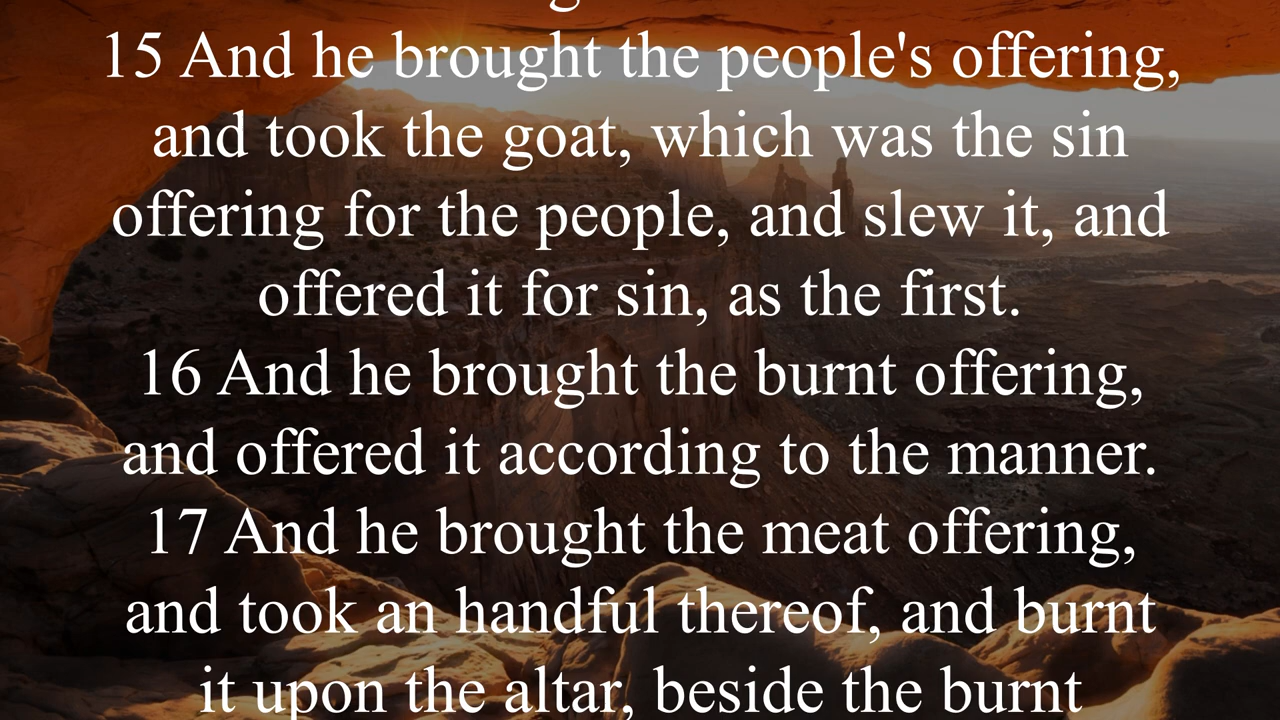 15 And he brought the people's offering,
and took the goat, which was the sin
offering for the people, and slew it, and
offered it for sin, as the first.
16 And he brought the burnt offering,
and offered it according to the manner.
17 And he brought the meat offering,
and took an handful thereof, and burnt
it upon the altar, beside the burnt